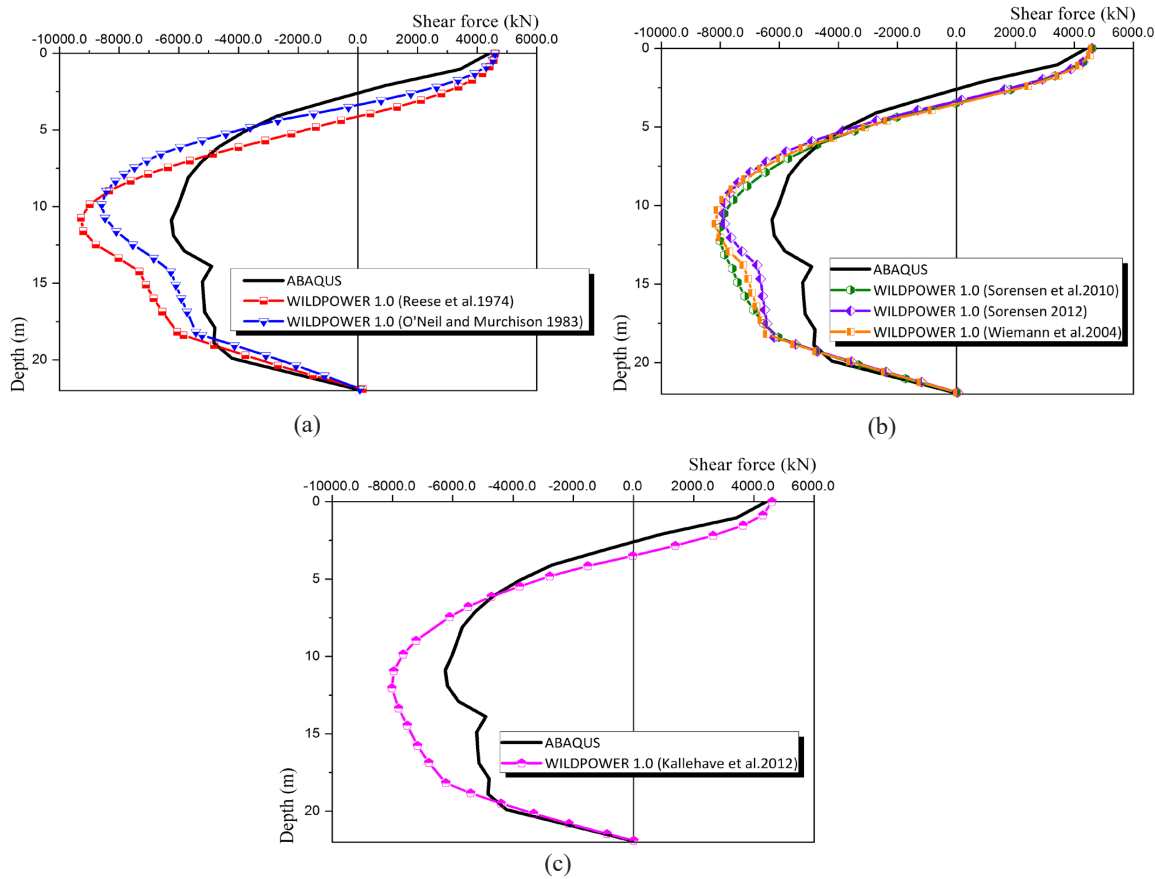 Shear force (kN)
-10000.0 -8000.0 -6000.0 -4000.0 -2000.0 0.0 2000.0 4000.0 6000.0
0
5
10
15
20
Depth (m)
ABAQUS
WILDPOWER 1.0 (Reese et al.1974)
WILDPOWER 1.0 (O'Neil and Murchison 1983)
(a)
Shear force (kN)
-10000.0 -8000.0 -6000.0 -4000.0 -2000.0 0.0 2000.0 4000.0 6000.0
0
5
10
15
20
Depth (m)
ABAQUS
WILDPOWER 1.0 (Sorensen et al.2010)
WILDPOWER 1.0 (Sorensen 2012)
WILDPOWER 1.0 (Wiemann et al.2004)
(b)
Shear force (kN)
-10000.0 -8000.0 -6000.0 -4000.0 -2000.0 0.0 2000.0 4000.0 6000.0
0
5
10
15
20
Depth (m)
ABAQUS
WILDPOWER 1.0 (Kallehave et al.2012)
(c)